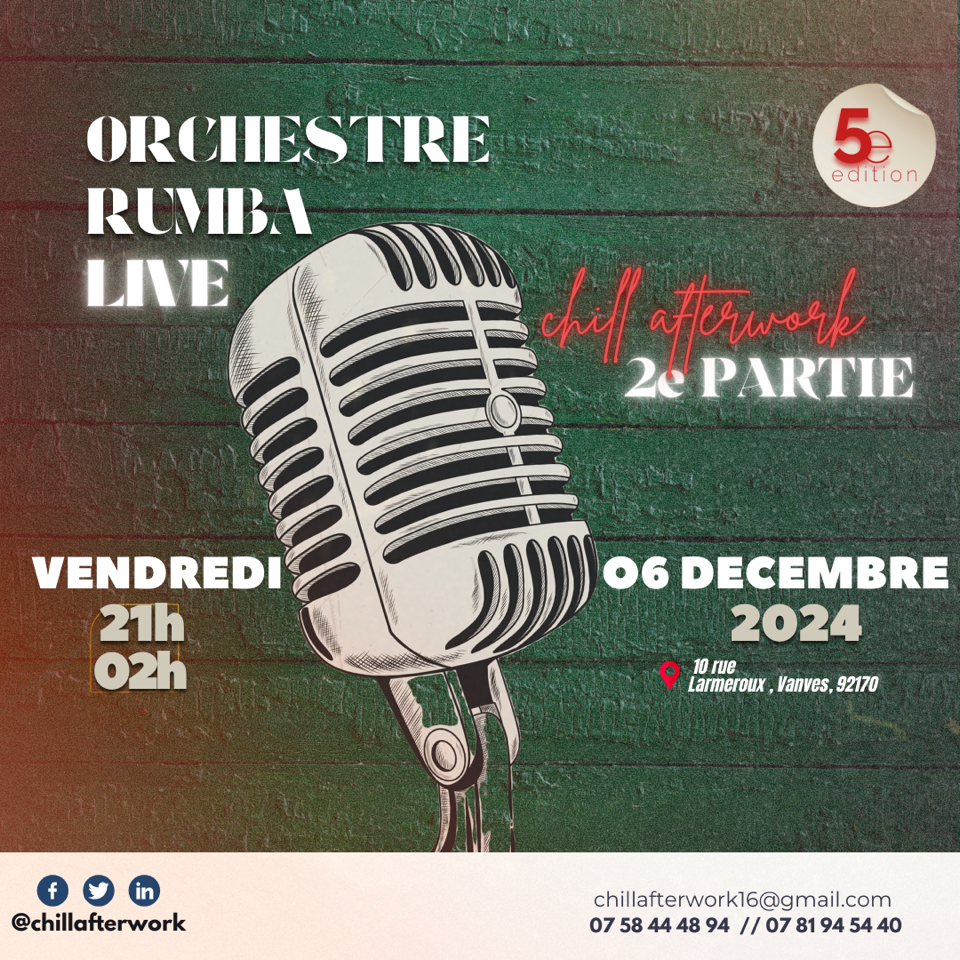 ORCHESTRE
RUMBA
LIVE
5e
edition
chill afterwork
2e PARTIE
VENDREDI
21h
02h
06 DECEMBRE
2024
10 rue
Larmeroux , Vanves, 92170
@chillafterwork
chillafterwork16@gmail.com
07 58 44 48 94 // 07 81 94 54 40